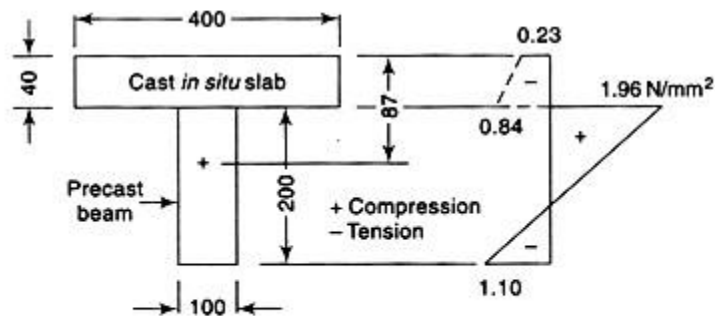 400
0.23
40
Cast in situ slab
87
1.96 N/mm²
0.84
+
Precast
beam
200
+ Compression
– Tension
1.10
100
–
+
–